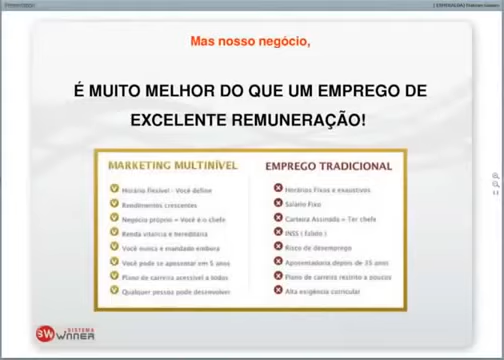 Mas nosso negócio,
É MUITO MELHOR DO QUE UM EMPREGO DE
EXCELENTE REMUNERAÇÃO!
MARKETING MULTINÍVEL
Horário flexível - Você define
Rendimentos crescentes
Negócio próprio = Você é o chefe
Renda vitalícia e hereditária
Você nunca é mandado embora
Você pode se aposentar em 5 anos
Plano de carreira acessível a todos
Qualquer pessoa pode desenvolver
EMPREGO TRADICIONAL
Horários Fixos e exaustivos
Salário Fixo
Carteira Assinada = Ter chefe
INSS ( falido )
Risco de desemprego
Aposentadoria depois de 35 anos
Plano de carreira restrito a poucos
Alta exigência curricular
SISTEMA
WINNER